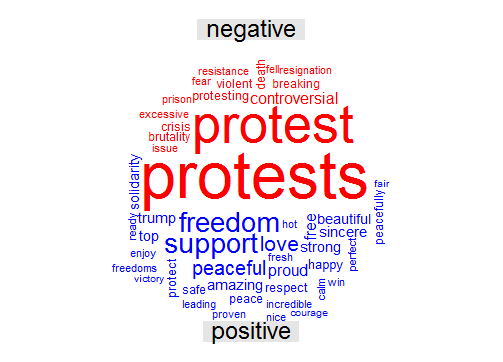 negative
resistance
fell
resignation
death
fear
violent
breaking
prison
protesting
controversial
excessive
protest
crisis
brutality
issue
protests
solidarity
fair
peacefully
ready
trump
freedom
hot
free
beautiful
top
support
love
strong
sincere
perfect
enjoy
fresh
freedoms
protect
peaceful
proud
happy
victory
safe
amazing
respect
calm
win
leading
peace
incredible
proven
nice
courage
positive